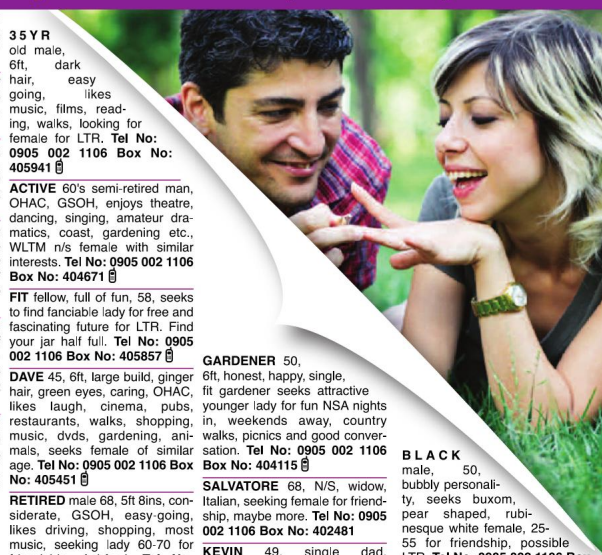 35YR
old male,
6ft, dark
hair, easy
going, likes
music, films, read-
ing, walks, looking for
female for LTR. Tel No:
0905 002 1106 Box No:
405941
ACTIVE 60's semi-retired man,
OHAC, GSOH, enjoys theatre,
dancing, singing, amateur dra-
matics, coast, gardening etc.,
WLTM n/s female with similar
interests. Tel No: 0905 002 1106
Box No: 404671
FIT fellow, full of fun, 58, seeks
to find fanciable lady for free and
fascinating future for LTR. Find
your jar half full. Tel No: 0905
002 1106 Box No: 405857
DAVE 45, 6ft, large build, ginger
hair, green eyes, caring, OHAC,
likes laugh, cinema, pubs,
restaurants, walks, shopping,
music, dvds, gardening, ani-
mals, seeks female of similar
age. Tel No: 0905 002 1106 Box
No: 405451
RETIRED male 68, 5ft 8ins, con-
siderate, GSOH, easy-going,
likes driving, shopping, most
music, seeking lady 60-70 for
GARDENER 50,
6ft, honest, happy, single,
fit gardener seeks attractive
younger lady for fun NSA nights
in, weekends away, country
walks, picnics and good conver-
sation. Tel No: 0905 002 1106
Box No: 404115
SALVATORE 68, N/S, widow,
Italian, seeking female for friend-
ship, maybe more. Tel No: 0905
002 1106 Box No: 402481
KEVIN 49, single dad,
BLACK
male, 50,
bubbly personali-
ty, seeks buxom,
pear shaped, rubi-
nesque white female, 25-
55 for friendship, possible
LTR. Tel No: 0905 002 1106